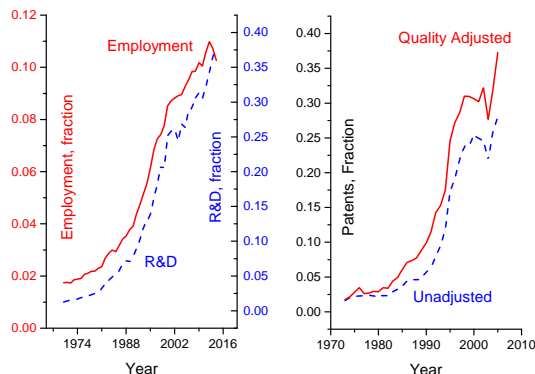 0.12
0.10
0.08
0.06
0.04
0.02
0.00
Employment, fraction
Employment
R&D
0.40
0.35
0.30
0.25
0.20
0.15
0.10
0.05
0.00
R&D, fraction
1974 1988 2002 2016
Year
0.40
0.35
0.30
0.25
0.20
0.15
0.10
0.05
0.00
Patents, Fraction
Quality Adjusted
Unadjusted
1970 1980 1990 2000 2010
Year